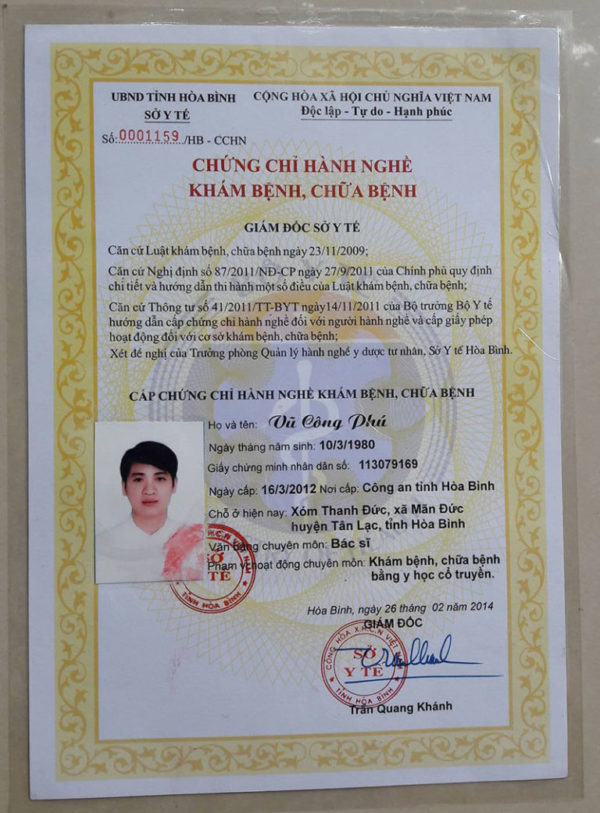 UBND TỈNH HÒA BÌNH
SỞ Y TẾ
CỘNG HÒA XÃ HỘI CHỦ NGHĨA VIỆT NAM
Độc lập - Tự do - Hạnh phúc
Số: 0001159 /HB - CCHN
CHỨNG CHỈ HÀNH NGHỀ
KHÁM BỆNH, CHỮA BỆNH
GIÁM ĐỐC SỞ Y TẾ
Căn cứ Luật khám bệnh, chữa bệnh ngày 23/11/2009;
Căn cứ Nghị định số 87/2011/NĐ-CP ngày 27/9/2011 của Chính phủ quy định
chi tiết và hướng dẫn thi hành một số điều của Luật khám bệnh, chữa bệnh;
Căn cứ Thông tư số 41/2011/TT-BYT ngày14/11/2011 của Bộ trưởng Bộ Y tế
hướng dẫn cấp chứng chỉ hành nghề đối với người hành nghề và cấp giấy phép
hoạt động đối với cơ sở khám bệnh, chữa bệnh;
Xét đề nghị của Trưởng phòng Quản lý hành nghề y dược tư nhân, Sở Y tế Hòa Bình.
CẤP CHỨNG CHỈ HÀNH NGHỀ KHÁM BỆNH, CHỮA BỆNH
Họ và tên: Vũ Công Phú
Ngày tháng năm sinh: 10/3/1980
Giấy chứng minh nhân dân số: 113079169
Ngày cấp: 16/3/2012 Nơi cấp: Công an tỉnh Hòa Bình
Chỗ ở hiện nay: Xóm Thanh Đức, xã Mãn Đức
huyện Tân Lạc, tỉnh Hòa Bình
Văn bằng chuyên môn: Bác sĩ
Phạm vi hoạt động chuyên môn: Khám bệnh, chữa bệnh
bằng y học cổ truyền.
SỞ
Y TẾ
TỈNH HÒA BÌNH
Hòa Bình, ngày 26 tháng 02 năm 2014
GIÁM ĐỐC
CỘNG HÒA X.H.C.N VIỆT
SỞ
Y TẾ
TỈNH HÒA BÌNH
Trần Quang Khánh